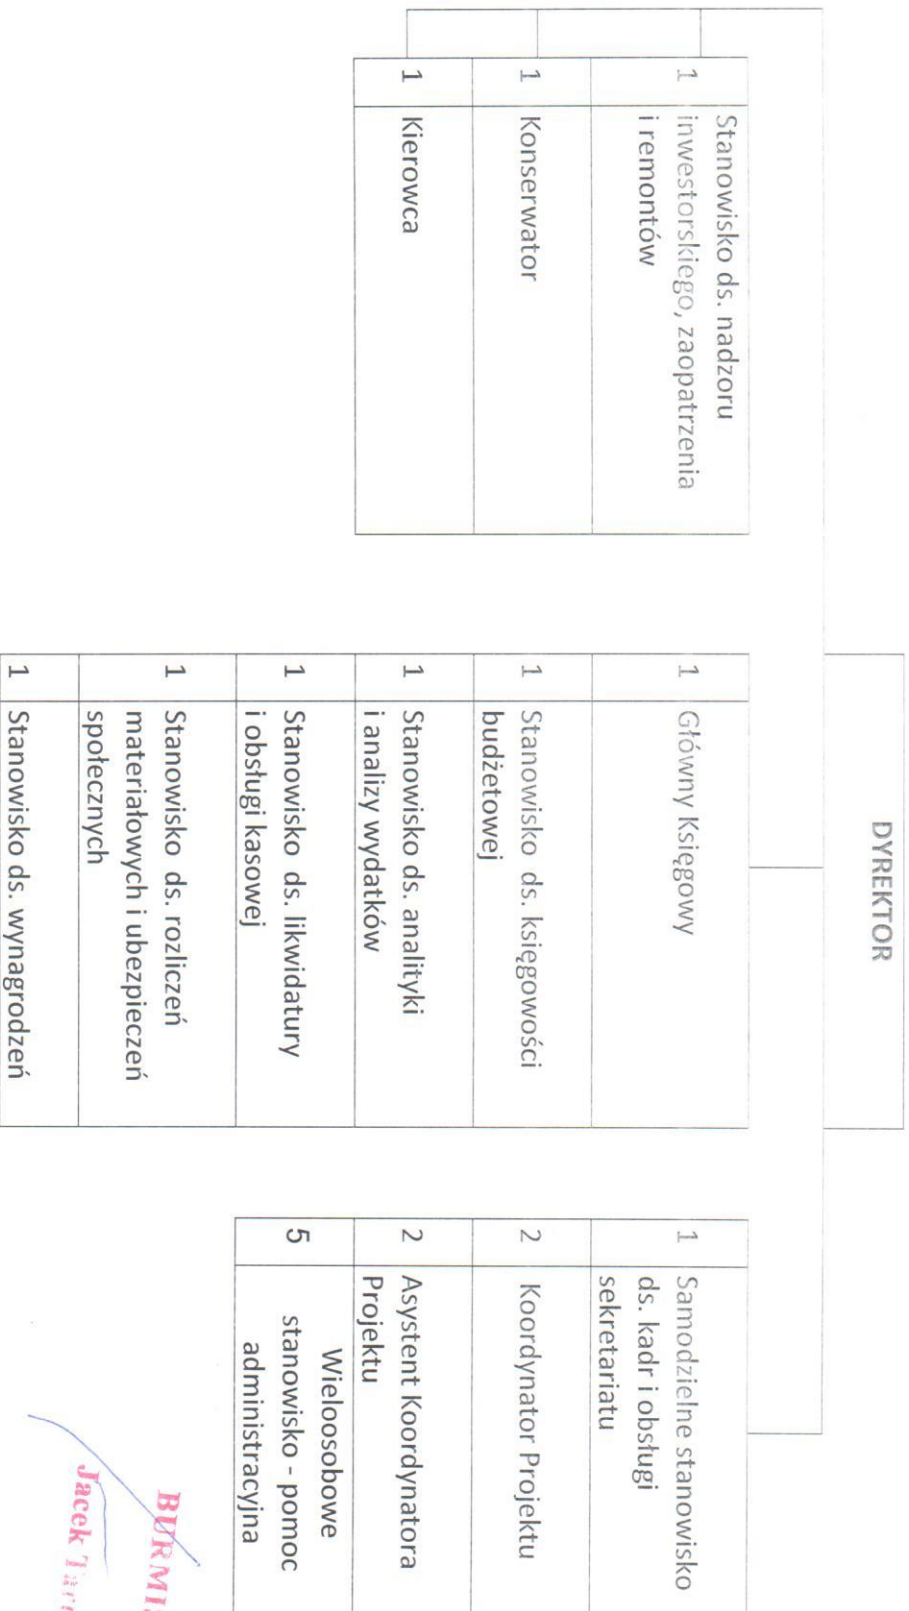 DYREKTOR
1
Stanowisko ds. nadzoru
inwestorskiego, zaopatrzenia
i remontów
1
Konserwator
1
Kierowca
1
Główny Księgowy
1
Stanowisko ds. księgowości
budżetowej
1
Stanowisko ds. analityki
i analizy wydatków
1
Stanowisko ds. likwidatury
i obsługi kasowej
1
Stanowisko ds. rozliczeń
materiałowych i ubezpieczeń
społecznych
1
Stanowisko ds. wynagrodzeń
1
Samodzielne stanowisko
ds. kadr i obsługi
sekretariatu
2
Koordynator Projektu
2
Asystent Koordynatora
Projektu
5
Wieloosobowe
stanowisko - pomoc
administracyjna
Jacek